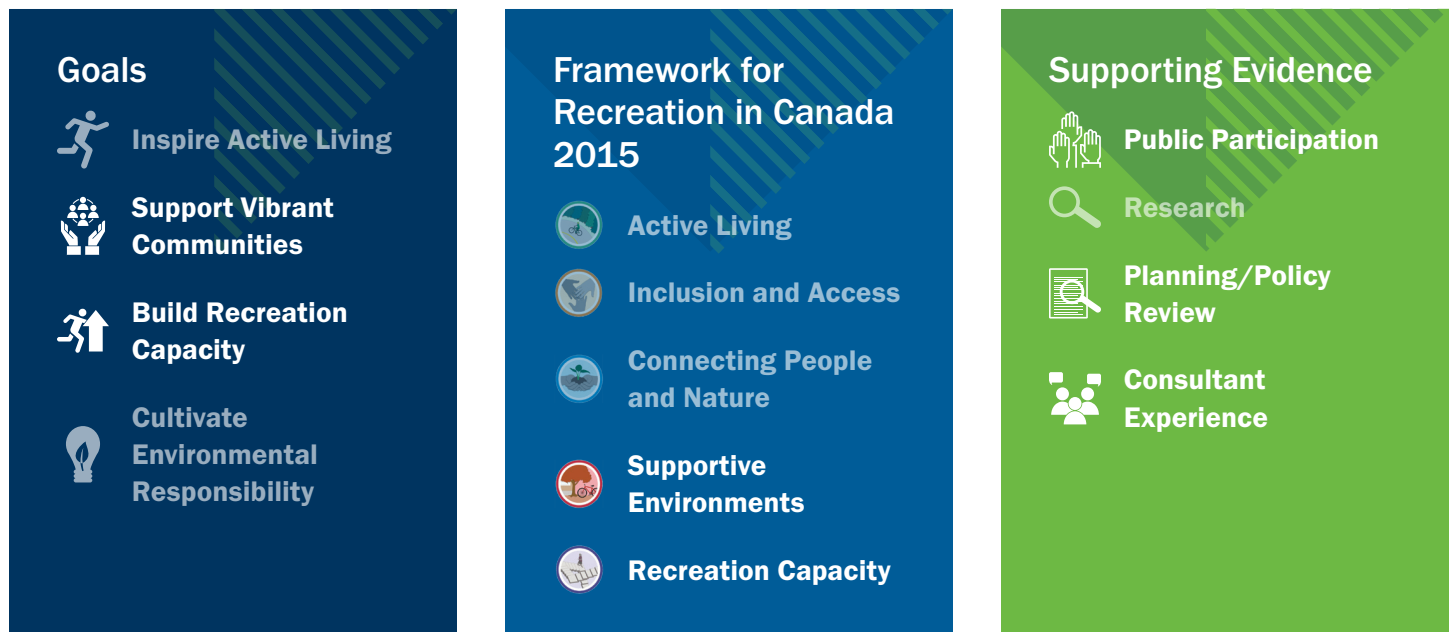 Goals
Inspire Active Living
Support Vibrant
Communities
Build Recreation
Capacity
Cultivate
Environmental
Responsibility
Framework for
Recreation in Canada
2015
Active Living
Inclusion and Access
Connecting People
and Nature
Supportive
Environments
Recreation Capacity
Supporting Evidence
Public Participation
Research
Planning/Policy
Review
Consultant
Experience